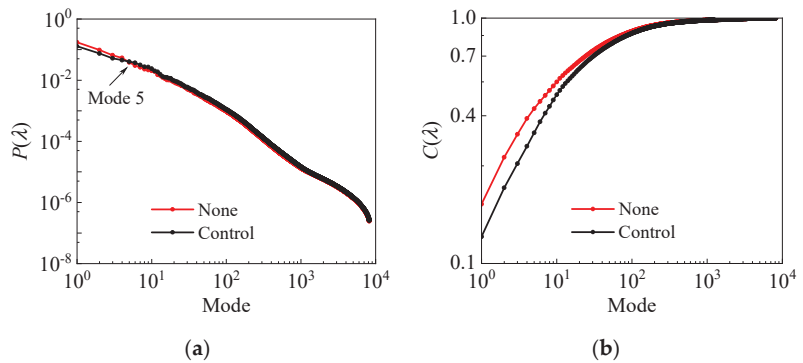 10^0
10^-2
10^-4
10^-6
10^-8
P(λ)
Mode 5
None
Control
10^0 10^1 10^2 10^3 10^4
Mode
(a)
1.0
0.7
0.4
0.1
C(λ)
None
Control
10^0 10^1 10^2 10^3 10^4
Mode
(b)